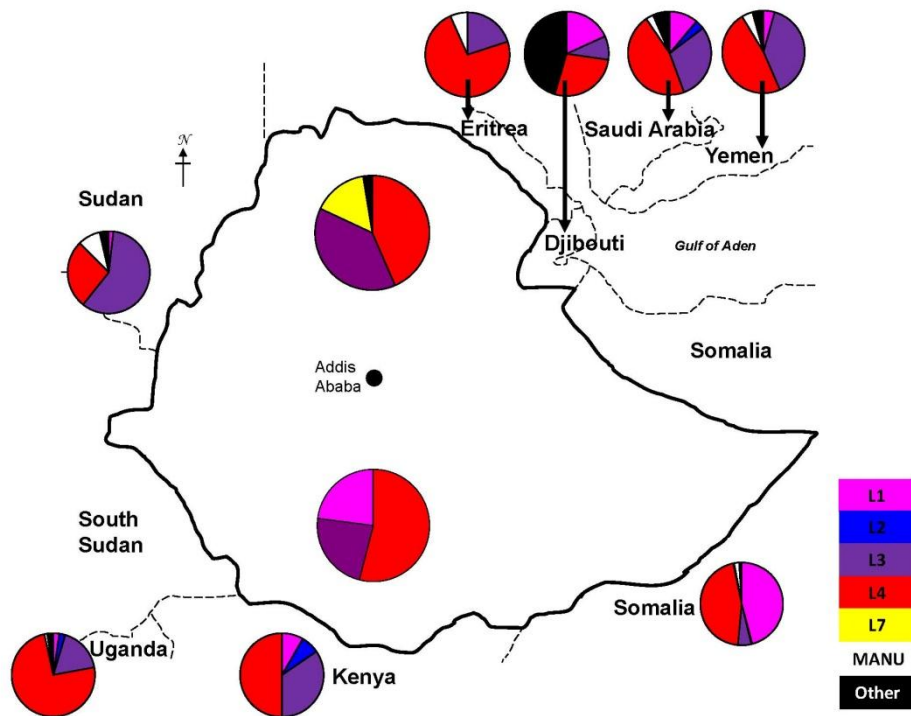 Eritrea
Saudi Arabia
Yemen
N
Sudan
Djibouti
Gulf of Aden
Somalia
Addis
Ababa
South
Sudan
Somalia
Uganda
Kenya
L1
L2
L3
L4
L7
MANU
Other